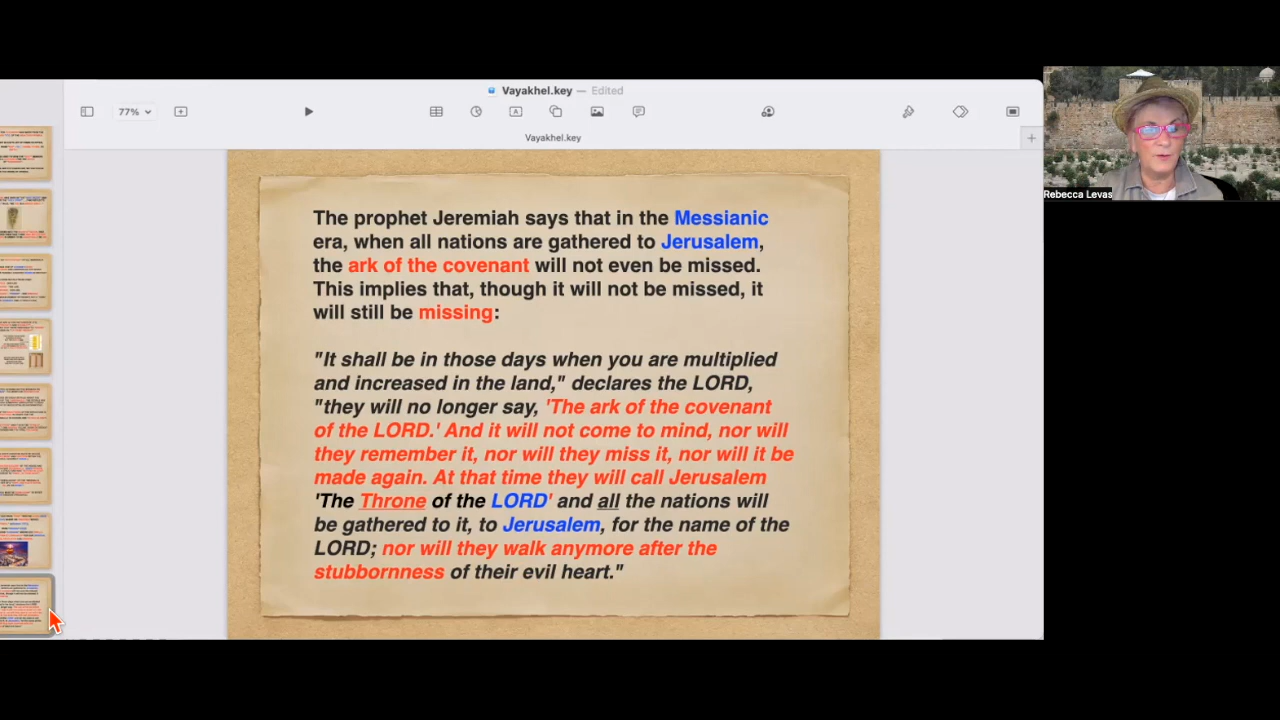 Vayakhel.key — Edited
77%
Vayakhel.key
The prophet Jeremiah says that in the Messianic
era, when all nations are gathered to Jerusalem,
the ark of the covenant will not even be missed.
This implies that, though it will not be missed, it
will still be missing:
"It shall be in those days when you are multiplied
and increased in the land," declares the LORD,
"they will no longer say, 'The ark of the covenant
of the LORD.' And it will not come to mind, nor will
they remember it, nor will they miss it, nor will it be
made again. At that time they will call Jerusalem
'The Throne of the LORD' and all the nations will
be gathered to it, to Jerusalem, for the name of the
LORD; nor will they walk anymore after the
stubbornness of their evil heart."
Rebecca Levas